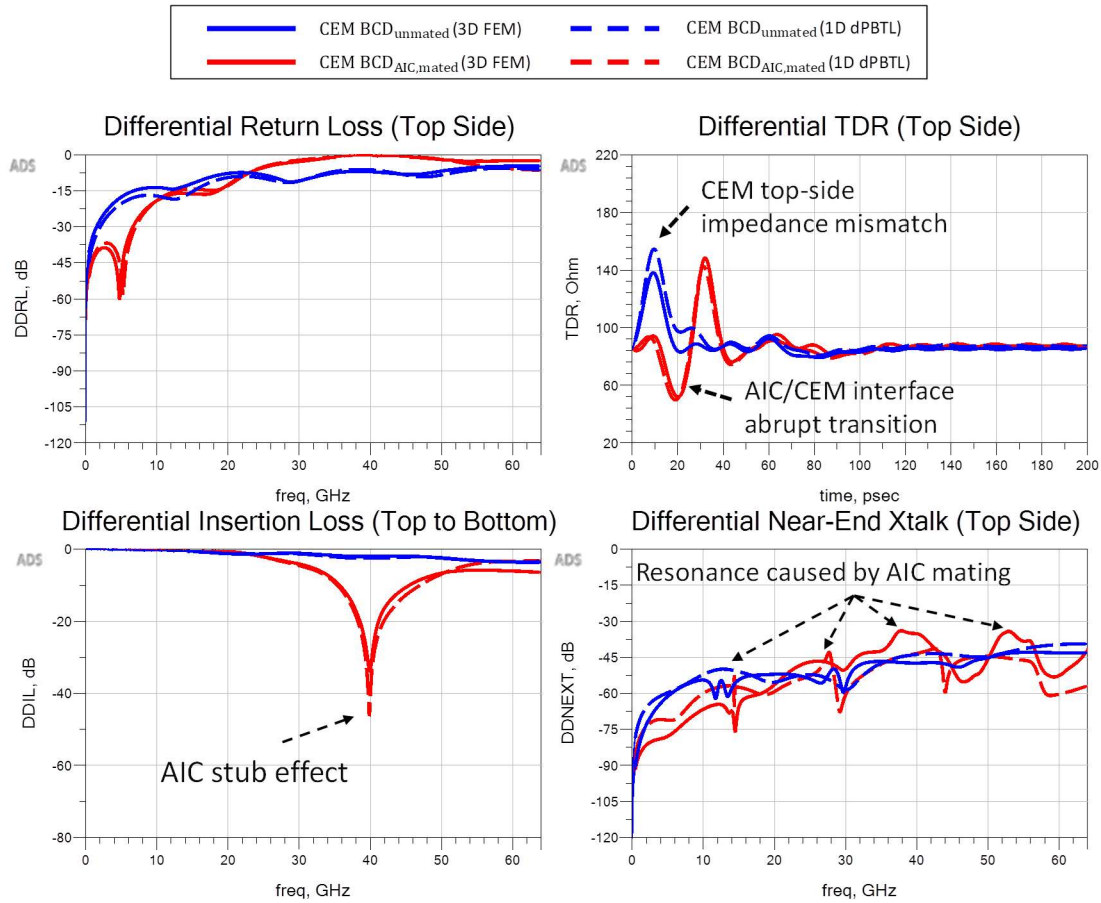 CEM BCDunmated (3D FEM)
CEM BCDunmated (1D dPBTL)
CEM BCDAIC,mated (3D FEM)
CEM BCDAIC,mated (1D dPBTL)
Differential Return Loss (Top Side)
ADS
DDRL, dB
0
-15
-30
-45
-60
-75
-90
-105
-120
0
10
20
30
40
50
60
freq, GHz
Differential TDR (Top Side)
ADS
TDR, Ohm
220
180
140
100
60
20
CEM top-side
impedance mismatch
AIC/CEM interface
abrupt transition
0
20
40
60
80
100
120
140
160
180
200
time, psec
Differential Insertion Loss (Top to Bottom)
ADS
DDIL, dB
0
-20
-40
-60
-80
AIC stub effect
0
10
20
30
40
50
60
freq, GHz
Differential Near-End Xtalk (Top Side)
ADS
DDNEXT, dB
0
-15
-30
-45
-60
-75
-90
-105
-120
Resonance caused by AIC mating
0
10
20
30
40
50
60
freq, GHz